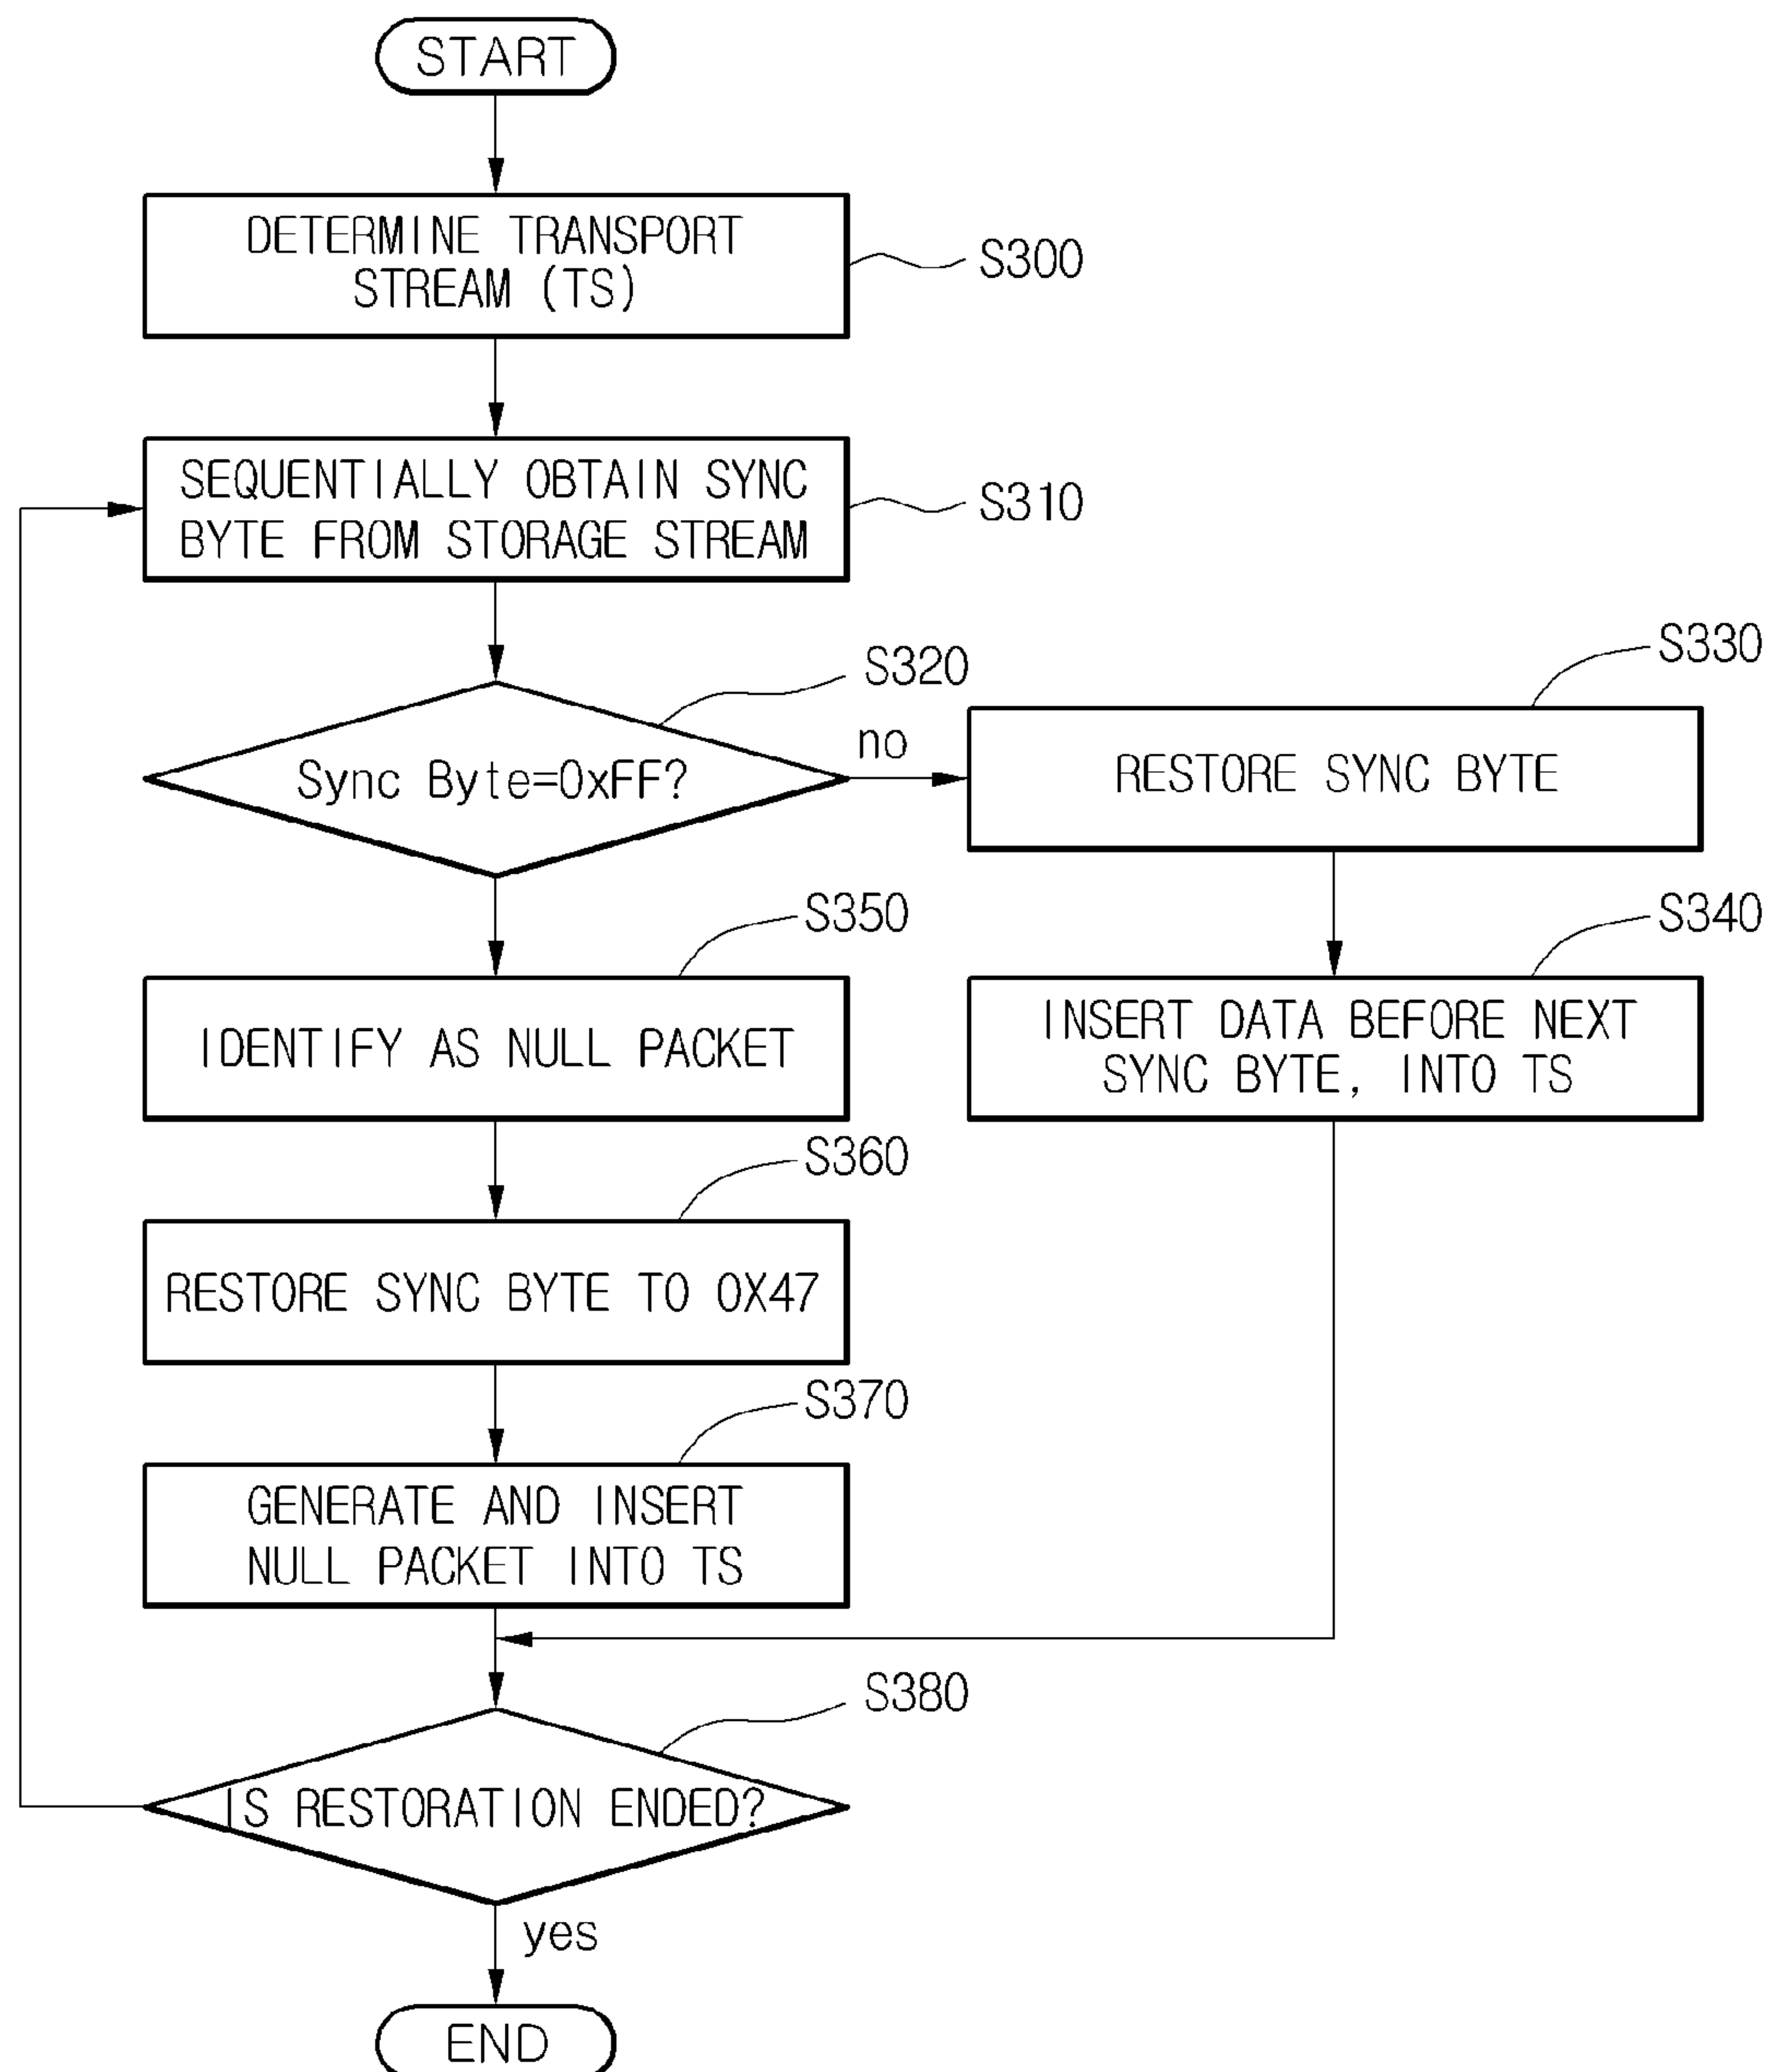 START
DETERMINE TRANSPORT
STREAM (TS)
S300
SEQUENTIALLY OBTAIN SYNC
BYTE FROM STORAGE STREAM
S310
S320
Sync Byte=0xFF?
no
S330
RESTORE SYNC BYTE
S340
INSERT DATA BEFORE NEXT
SYNC BYTE, INTO TS
S350
IDENTIFY AS NULL PACKET
S360
RESTORE SYNC BYTE TO 0X47
S370
GENERATE AND INSERT
NULL PACKET INTO TS
S380
IS RESTORATION ENDED?
yes
END